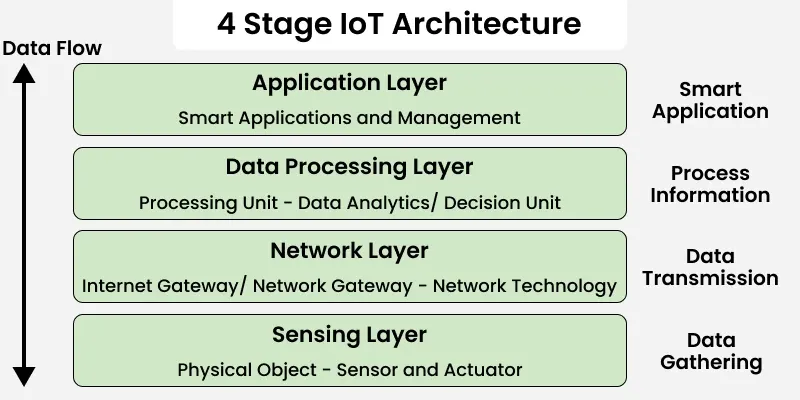 4 Stage IoT Architecture
Data Flow
Application Layer
Smart Applications and Management
Smart
Application
Data Processing Layer
Processing Unit - Data Analytics/ Decision Unit
Process
Information
Network Layer
Internet Gateway/ Network Gateway - Network Technology
Data
Transmission
Sensing Layer
Physical Object - Sensor and Actuator
Data
Gathering